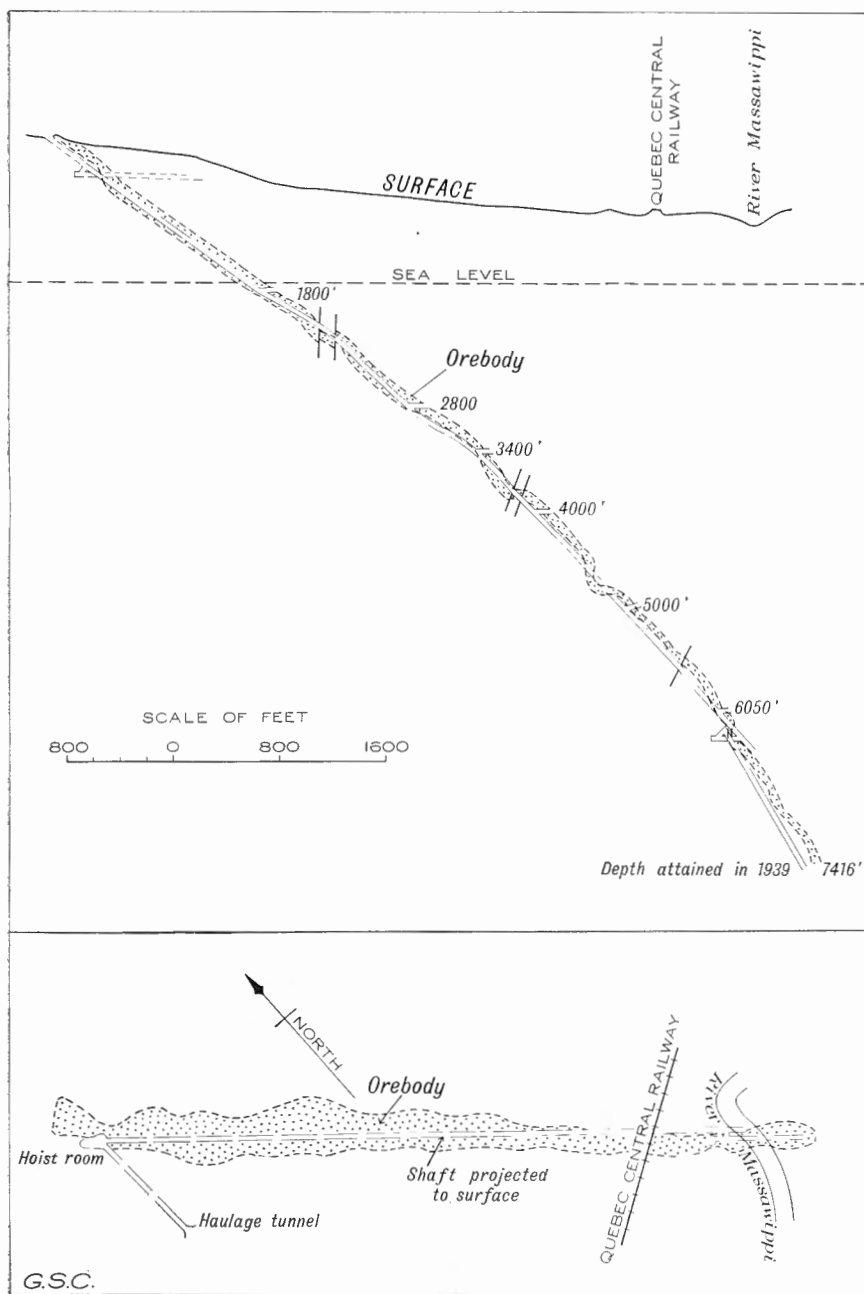 QUEBEC CENTRAL
RAILWAY
River Massawippi
SURFACE
SEA LEVEL
1800'
Orebody
2800
3400'
4000'
5000'
6050'
SCALE OF FEET
800 0 800 1600
Depth attained in 1939 7416'
NORTH
Orebody
Hoist room
Shaft projected
to surface
Haulage tunnel
QUEBEC CENTRAL RAILWAY
River
Massawippi
G.S.C.